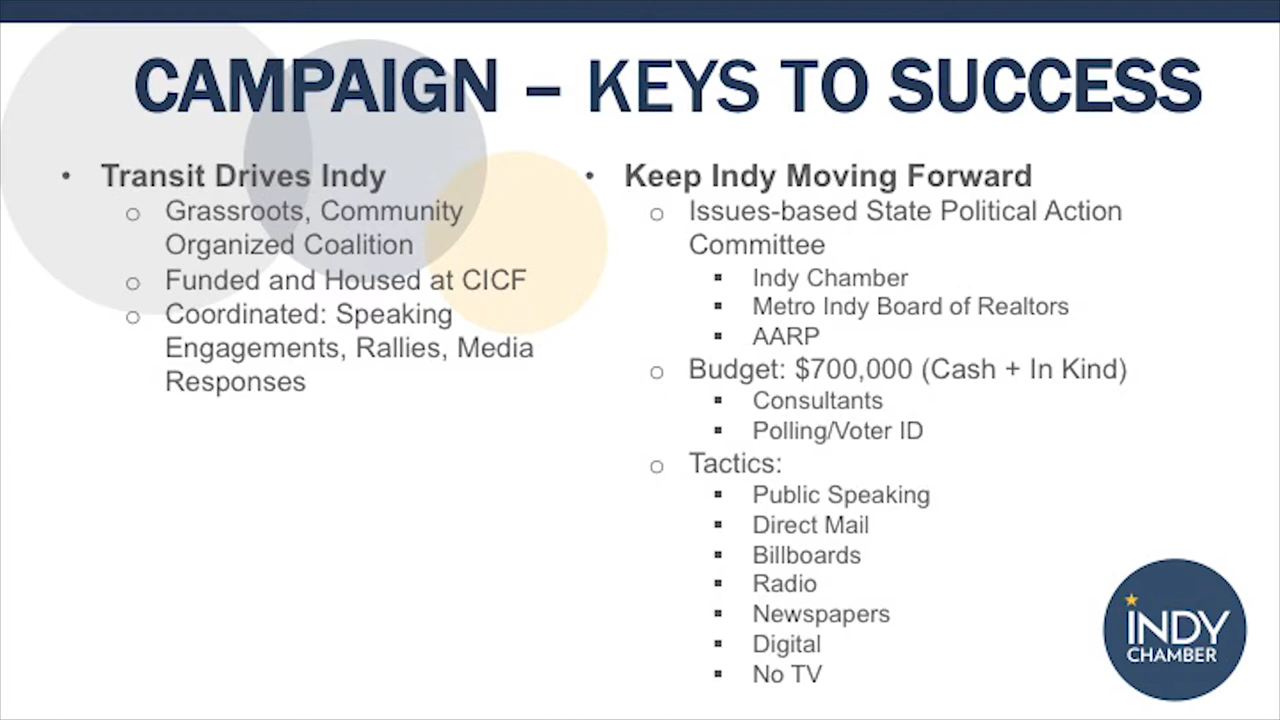 CAMPAIGN – KEYS TO SUCCESS
• Transit Drives Indy
o Grassroots, Community
Organized Coalition
o Funded and Housed at CICF
o Coordinated: Speaking
Engagements, Rallies, Media
Responses
• Keep Indy Moving Forward
o Issues-based State Political Action
Committee
▪ Indy Chamber
▪ Metro Indy Board of Realtors
▪ AARP
o Budget: $700,000 (Cash + In Kind)
▪ Consultants
▪ Polling/Voter ID
o Tactics:
▪ Public Speaking
▪ Direct Mail
▪ Billboards
▪ Radio
▪ Newspapers
▪ Digital
▪ No TV
INDY
CHAMBER